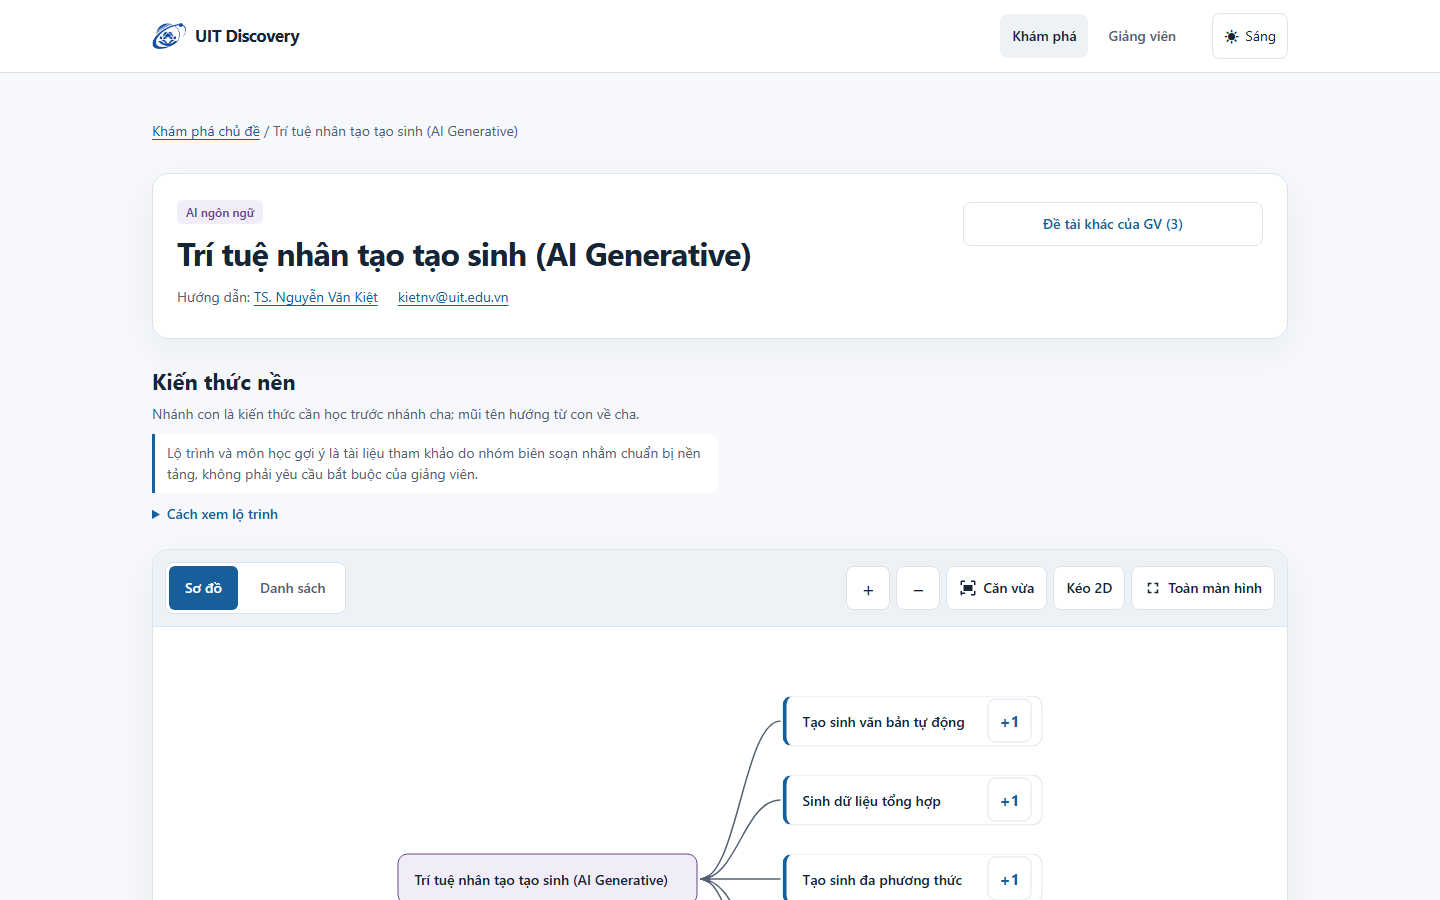 UIT Discovery
Khám phá
Giảng viên
Sáng
Khám phá chủ đề / Trí tuệ nhân tạo tạo sinh (AI Generative)
AI ngôn ngữ
Đề tài khác của GV (3)
Trí tuệ nhân tạo tạo sinh (AI Generative)
Hướng dẫn: TS. Nguyễn Văn Kiệt kietnv@uit.edu.vn
Kiến thức nền
Nhánh con là kiến thức cần học trước nhánh cha; mũi tên hướng từ con về cha.
Lộ trình và môn học gợi ý là tài liệu tham khảo do nhóm biên soạn nhằm chuẩn bị nền
tảng, không phải yêu cầu bắt buộc của giảng viên.
Cách xem lộ trình
Sơ đồ
Danh sách
+
−
Căn vừa
Kéo 2D
Toàn màn hình
Tạo sinh văn bản tự động
+1
Sinh dữ liệu tổng hợp
+1
Trí tuệ nhân tạo tạo sinh (AI Generative)
Tạo sinh đa phương thức
+1